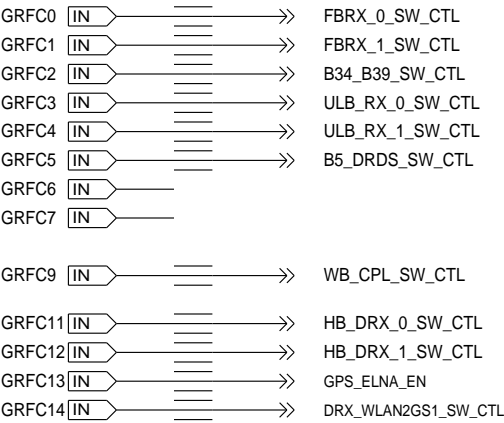 GRFC0 IN FBRX_0_SW_CTL
GRFC1 IN FBRX_1_SW_CTL
GRFC2 IN B34_B39_SW_CTL
GRFC3 IN ULB_RX_0_SW_CTL
GRFC4 IN ULB_RX_1_SW_CTL
GRFC5 IN B5_DRDS_SW_CTL
GRFC6 IN
GRFC7 IN
GRFC9 IN WB_CPL_SW_CTL
GRFC11 IN HB_DRX_0_SW_CTL
GRFC12 IN HB_DRX_1_SW_CTL
GRFC13 IN GPS_ELNA_EN
GRFC14 IN DRX_WLAN2GS1_SW_CTL